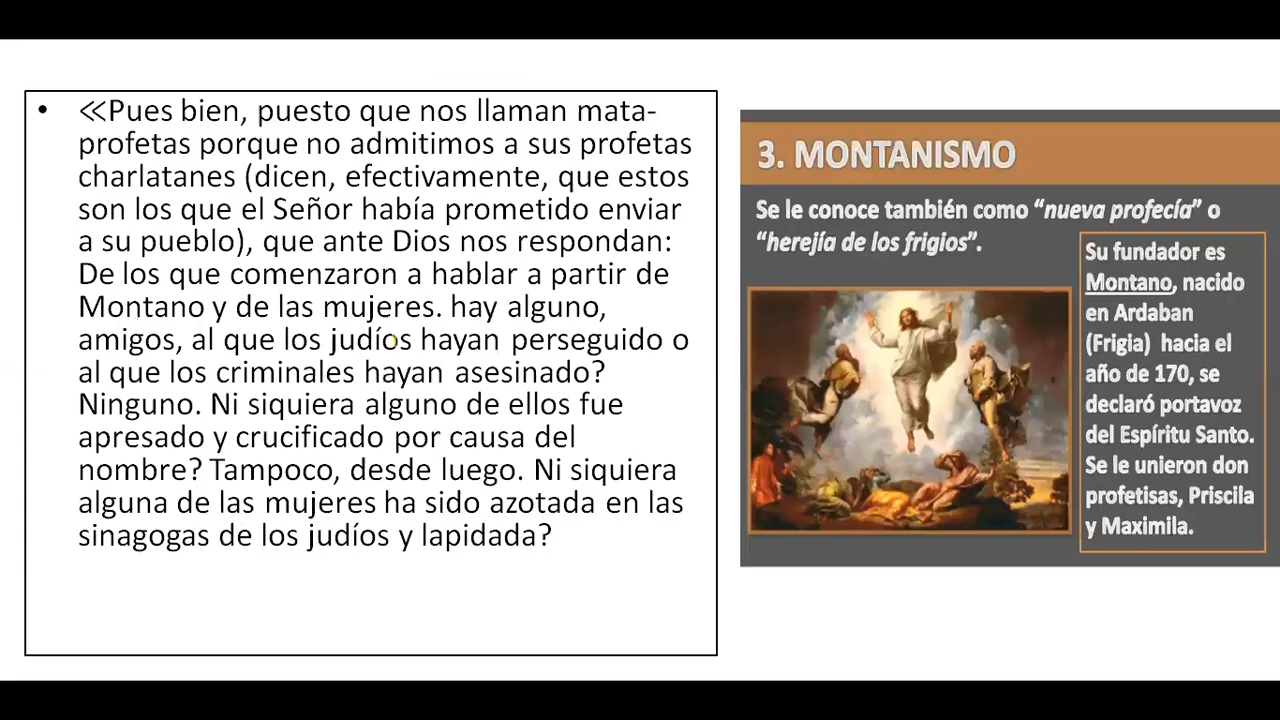 • ≪Pues bien, puesto que nos llaman mata-
profetas porque no admitimos a sus profetas
charlatanes (dicen, efectivamente, que estos
son los que el Señor había prometido enviar
a su pueblo), que ante Dios nos respondan:
De los que comenzaron a hablar a partir de
Montano y de las mujeres. hay alguno,
amigos, al que los judíos hayan perseguido o
al que los criminales hayan asesinado?
Ninguno. Ni siquiera alguno de ellos fue
apresado y crucificado por causa del
nombre? Tampoco, desde luego. Ni siquiera
alguna de las mujeres ha sido azotada en las
sinagogas de los judíos y lapidada?
3. MONTANISMO
Se le conoce también como “nueva profecía” o
“herejía de los frigios”.
Su fundador es
Montano, nacido
en Ardaban
(Frigia) hacia el
año de 170, se
declaró portavoz
del Espíritu Santo.
Se le unieron don
profetisas, Priscila
y Maximila.